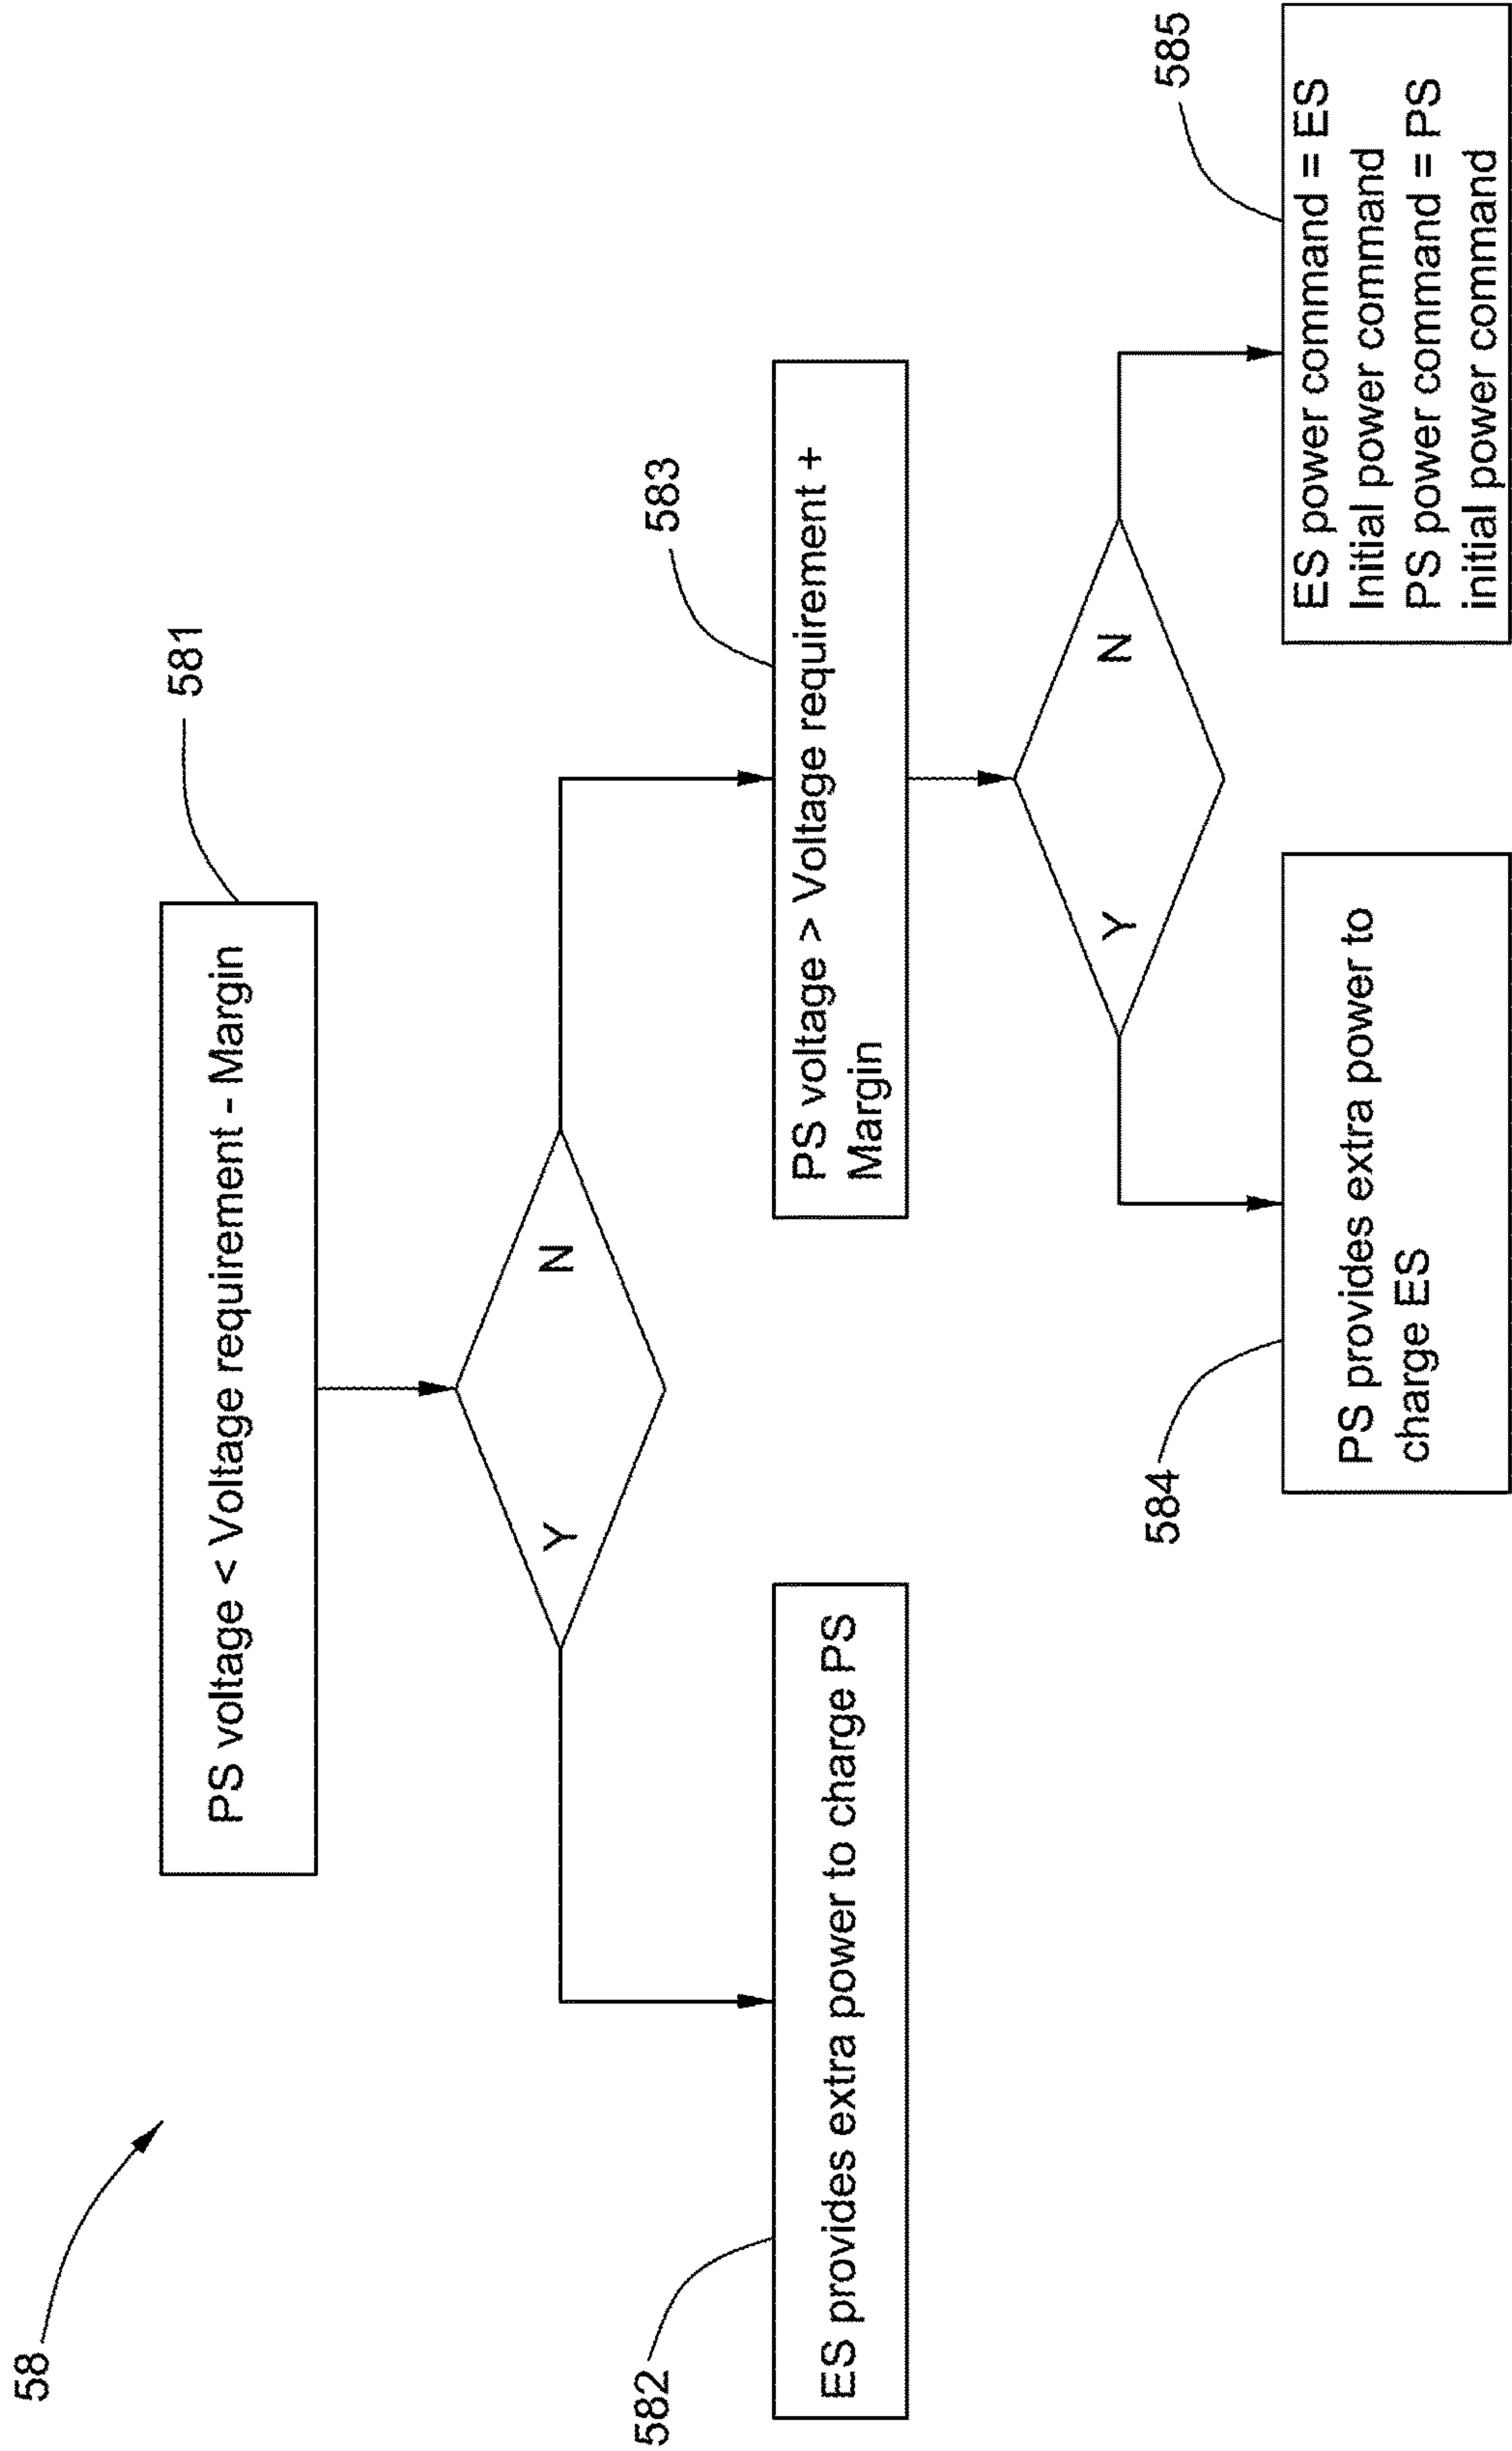 58
581
PS voltage < Voltage requirement - Margin
Y
N
582
ES provides extra power to charge PS
583
PS voltage > Voltage requirement +
Margin
Y
N
584
PS provides extra power to
charge ES
585
ES power command = ES
Initial power command
PS power command = PS
initial power command